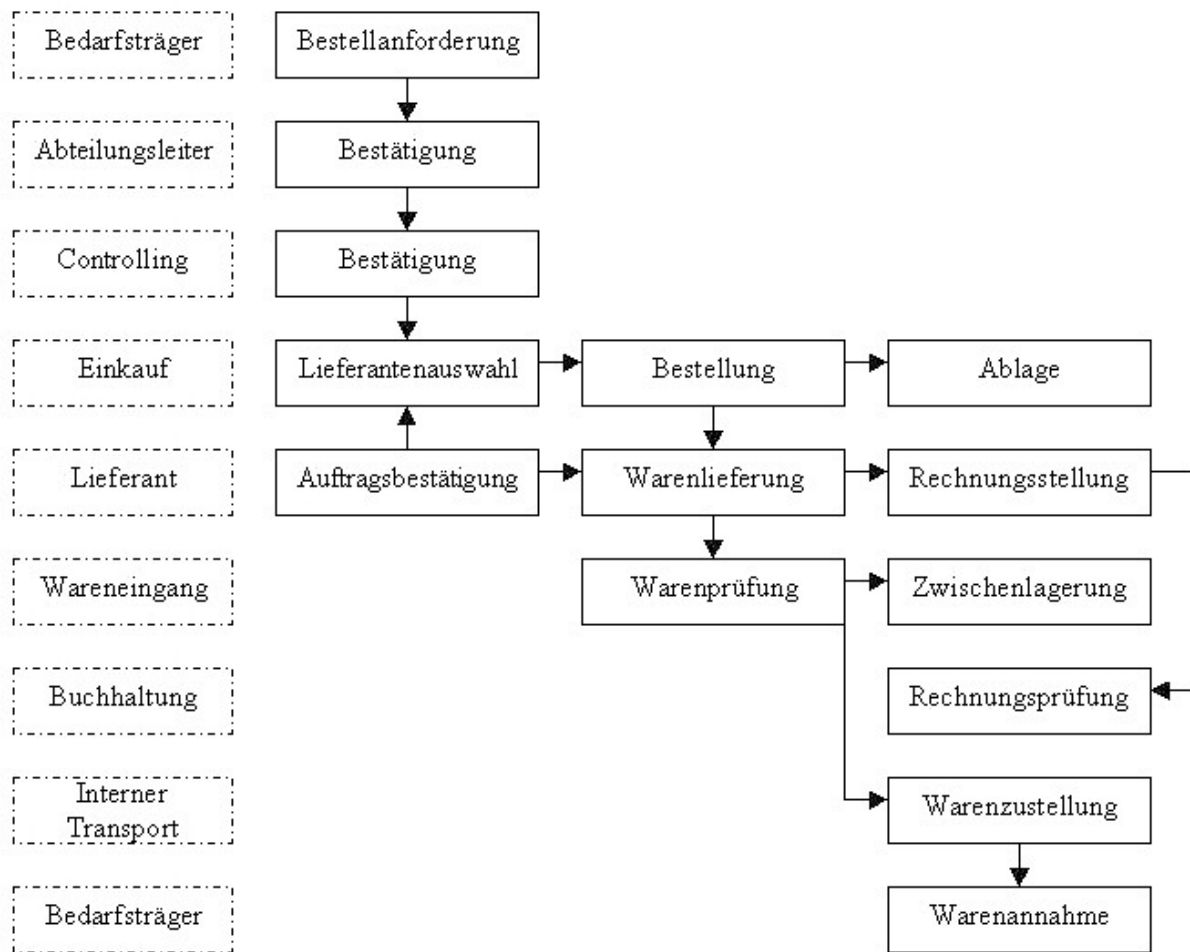 Bedarfsträger
Bestellanforderung
Abteilungsleiter
Bestätigung
Controlling
Bestätigung
Einkauf
Lieferantenauswahl
Bestellung
Ablage
Lieferant
Auftragsbestätigung
Warenlieferung
Rechnungsstellung
Wareneingang
Warenprüfung
Zwischenlagerung
Buchhaltung
Rechnungsprüfung
Interner
Transport
Warenzustellung
Bedarfsträger
Warenannahme